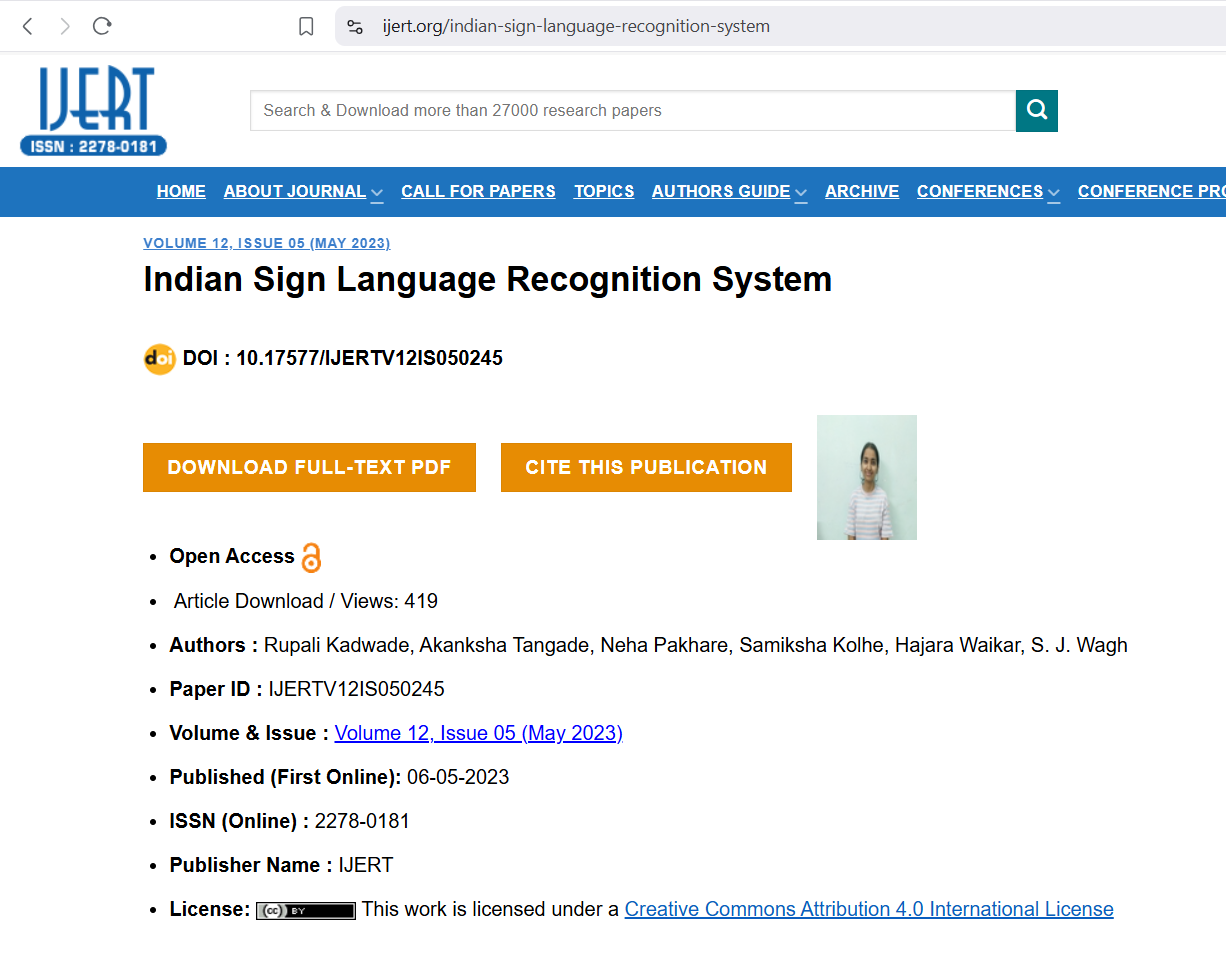 ijert.org/indian-sign-language-recognition-system
IJERT
ISSN : 2278-0181
Search & Download more than 27000 research papers
HOME ABOUT JOURNAL CALL FOR PAPERS TOPICS AUTHORS GUIDE ARCHIVE CONFERENCES CONFERENCE PRO
VOLUME 12, ISSUE 05 (MAY 2023)
Indian Sign Language Recognition System
doi DOI : 10.17577/IJERTV12IS050245
DOWNLOAD FULL-TEXT PDF CITE THIS PUBLICATION
• Open Access
• Article Download / Views: 419
• Authors : Rupali Kadwade, Akanksha Tangade, Neha Pakhare, Samiksha Kolhe, Hajara Waikar, S. J. Wagh
• Paper ID : IJERTV12IS050245
• Volume & Issue : Volume 12, Issue 05 (May 2023)
• Published (First Online): 06-05-2023
• ISSN (Online) : 2278-0181
• Publisher Name : IJERT
• License: cc BY This work is licensed under a Creative Commons Attribution 4.0 International License